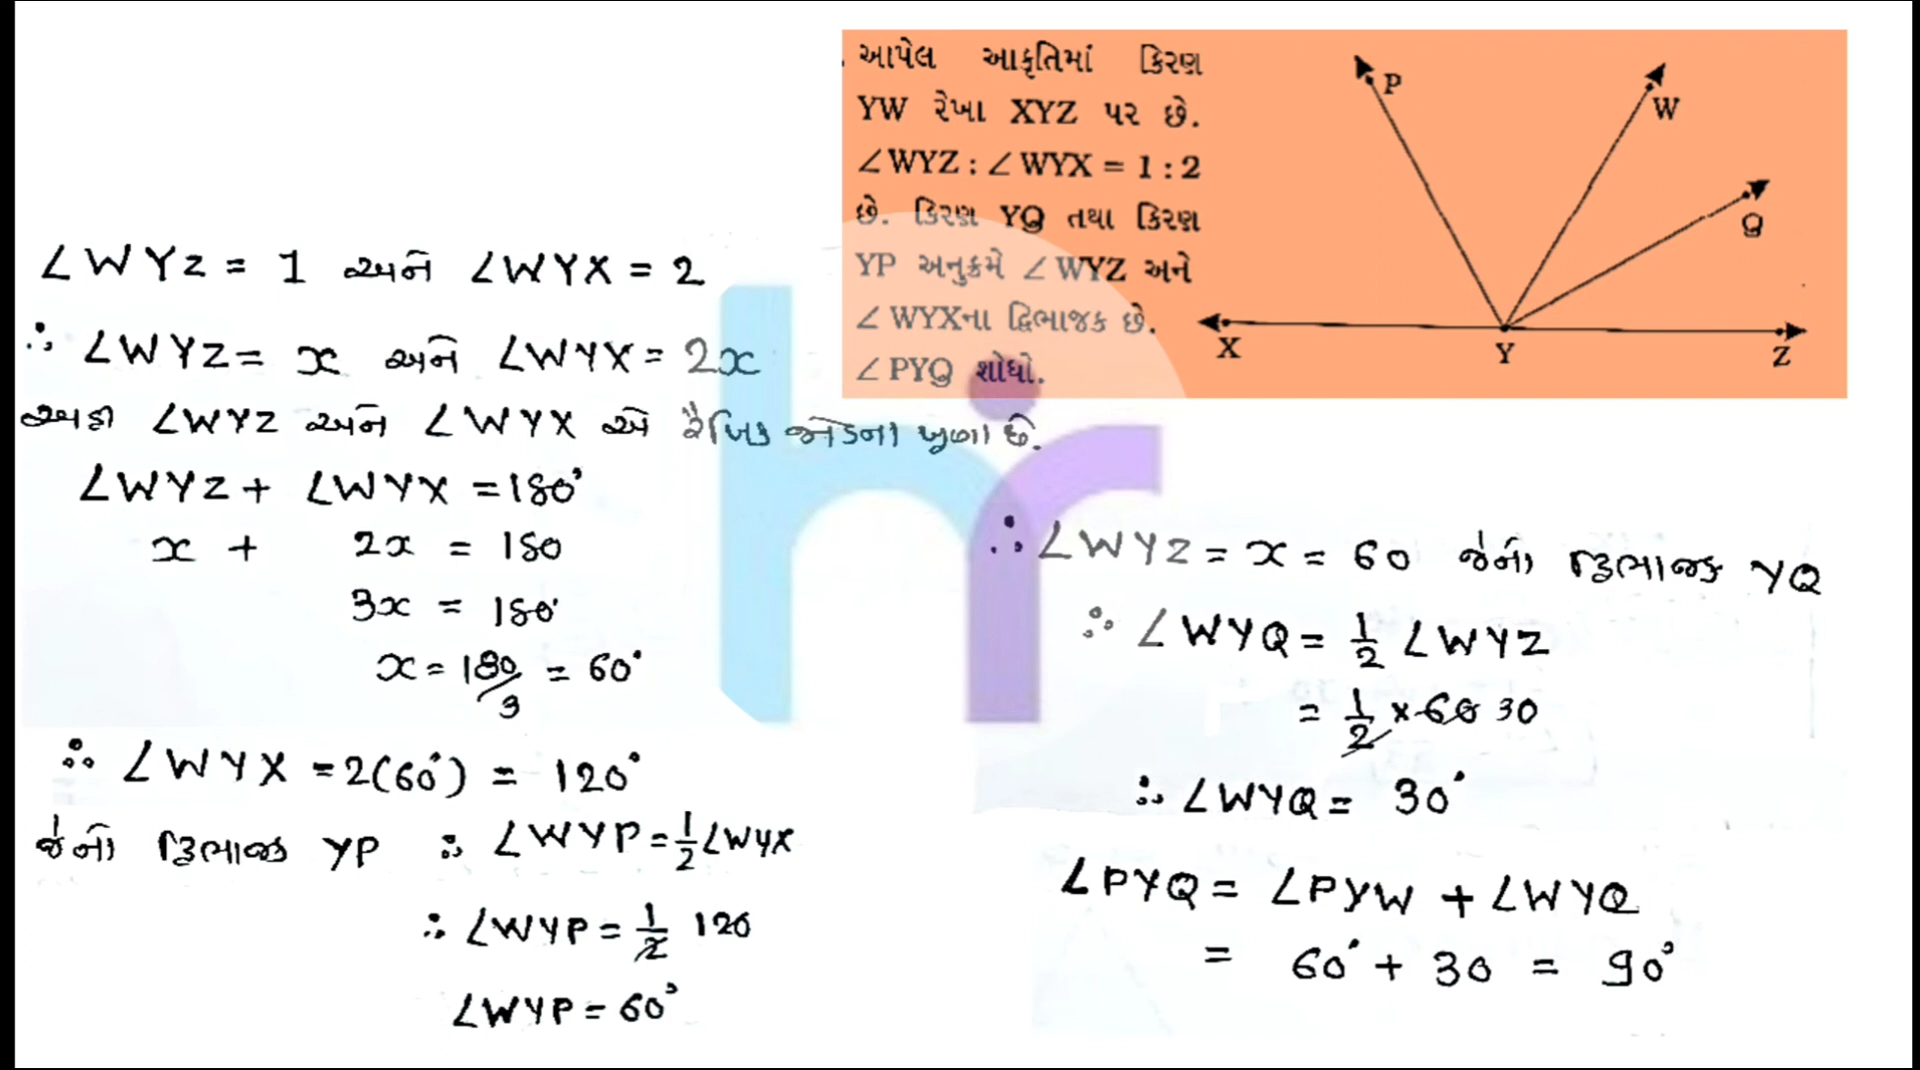 આપેલ આકૃતિમાં કિરણ
YW રેખા XYZ પર છે.
∠WYZ : ∠WYX = 1 : 2
છે. કિરણ YQ તથા કિરણ
YP અનુક્રમે ∠WYZ અને
∠WYXના દ્વિભાજક છે.
∠PYQ શોધો.
P
W
Q
X
Y
Z
∠WYZ = 1 અને ∠WYX = 2
∴ ∠WYZ = x અને ∠WYX = 2x
અહીં ∠WYZ અને ∠WYX એ રૈખિક જોડના ખૂણા છે.
∠WYZ + ∠WYX = 180°
x + 2x = 180
3x = 180°
x = 180/3 = 60°
∴ ∠WYX = 2(60°) = 120°
જેનો દ્વિભાજક YP ∴ ∠WYP = 1/2 ∠WYX
∴ ∠WYP = 1/2 120
∠WYP = 60°
∴ ∠WYZ = x = 60 જેનો દ્વિભાજક YQ
∴ ∠WYQ = 1/2 ∠WYZ
= 1/2 × 60 30
∴ ∠WYQ = 30°
∠PYQ = ∠PYW + ∠WYQ
= 60° + 30 = 90°